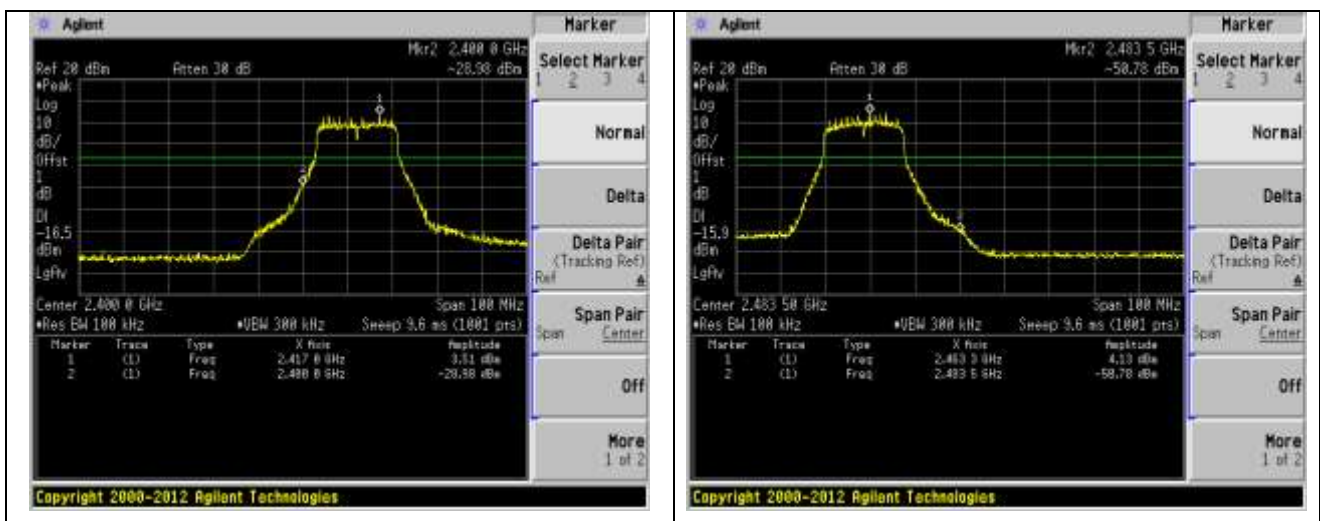 Agilent
Marker
Mkr2 2.400 0 GHz
Ref 20 dBm Atten 30 dB -28.98 dBm
Select Marker
1 2 3 4
#Peak
Log
10
dB/
Offst
1
dB
DI
-16.5
dBm
LgAv
1
2
Normal
Delta
Delta Pair
(Tracking Ref)
Ref
Span Pair
Span Center
Off
More
1 of 2
Center 2.400 0 GHz Span 100 MHz
#Res BW 100 kHz #VBW 300 kHz Sweep 9.6 ms (1001 pts)
Marker Trace Type X Axis Amplitude
1 (1) Freq 2.417 0 GHz 3.51 dBm
2 (1) Freq 2.400 0 GHz -28.98 dBm
Copyright 2000-2012 Agilent Technologies
Agilent
Marker
Mkr2 2.483 5 GHz
Ref 20 dBm Atten 30 dB -50.78 dBm
Select Marker
1 2 3 4
#Peak
Log
10
dB/
Offst
1
dB
DI
-15.9
dBm
LgAv
1
2
Normal
Delta
Delta Pair
(Tracking Ref)
Ref
Span Pair
Span Center
Off
More
1 of 2
Center 2.483 50 GHz Span 100 MHz
#Res BW 100 kHz #VBW 300 kHz Sweep 9.6 ms (1001 pts)
Marker Trace Type X Axis Amplitude
1 (1) Freq 2.463 3 GHz 4.13 dBm
2 (1) Freq 2.483 5 GHz -50.78 dBm
Copyright 2000-2012 Agilent Technologies